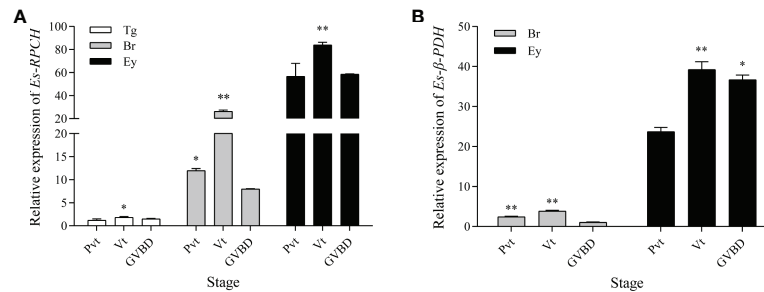 A
Tg
Br
Ey
Relative expression of Es-RPCH
100
80
60
40
20
20
15
10
5
0
*
*
**
**
Pvt Vt GVBD Pvt Vt GVBD Pvt Vt GVBD
Stage
B
Br
Ey
Relative expression of Es-β-PDH
50
40
30
20
10
0
** ** ** *
Pvt Vt GVBD Pvt Vt GVBD
Stage